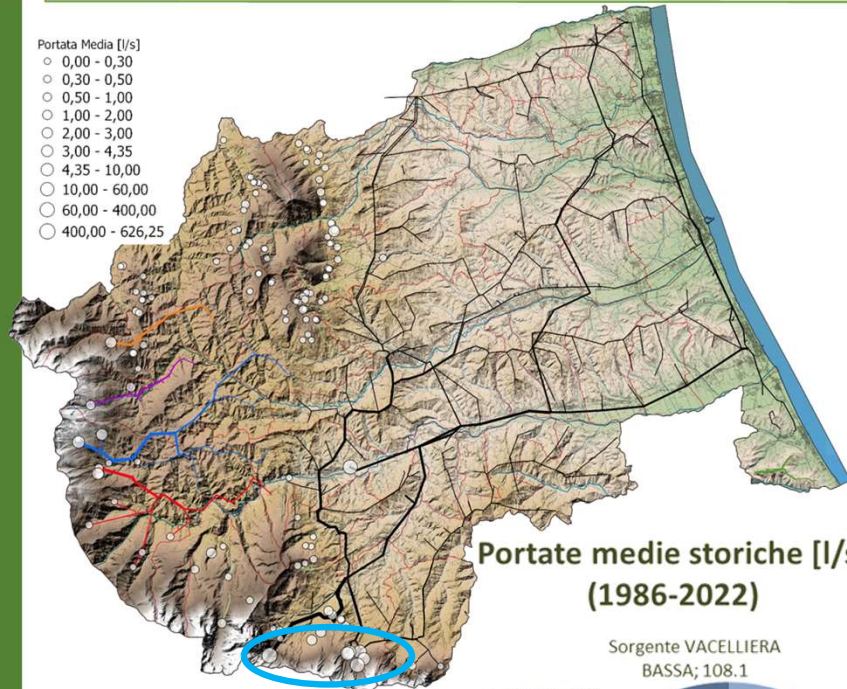 Portata Media [l/s]
0,00 - 0,30
0,30 - 0,50
0,50 - 1,00
1,00 - 2,00
2,00 - 3,00
3,00 - 4,35
4,35 - 10,00
10,00 - 60,00
60,00 - 400,00
400,00 - 626,25
Portate medie storiche [l/s
(1986-2022)
Sorgente VACELLIERA
BASSA; 108.1